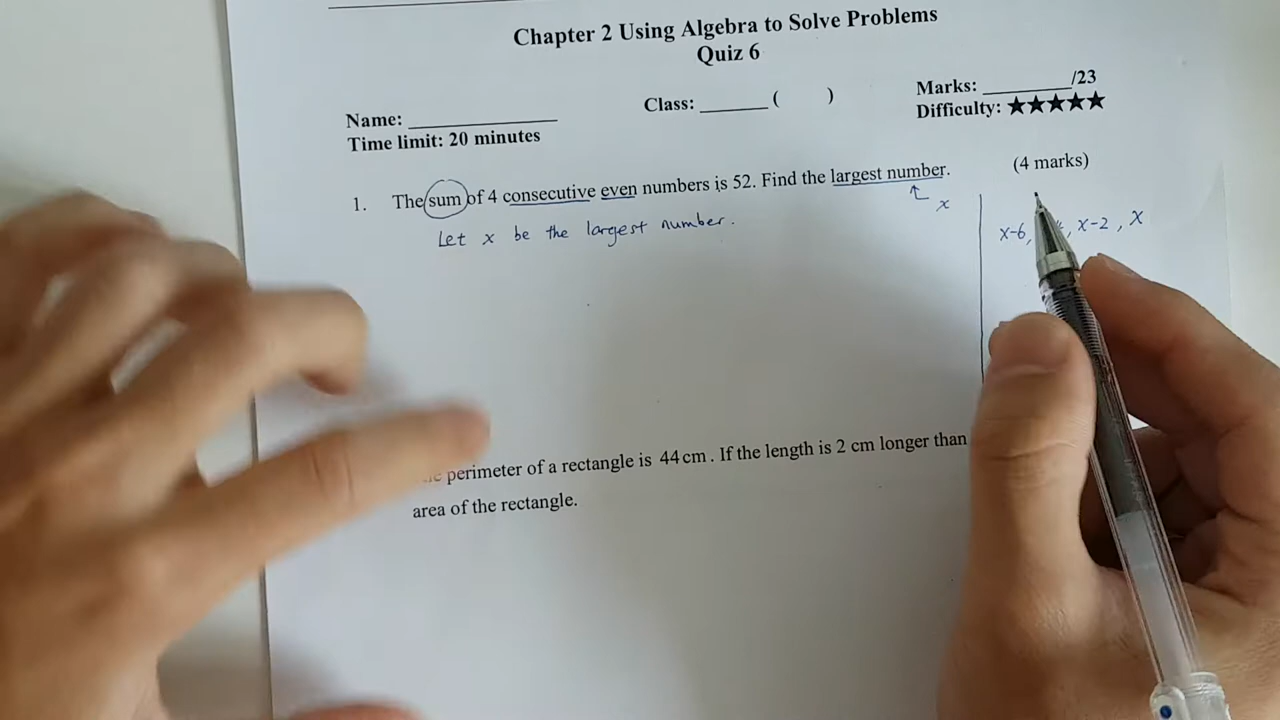 Chapter 2 Using Algebra to Solve Problems
Quiz 6
Name: __________ Class: ______ ( ) Marks: ________/23
Time limit: 20 minutes Difficulty: ★★★★★
1. The sum of 4 consecutive even numbers is 52. Find the largest number. (4 marks)
x
Let x be the largest number.
x-6, , x-2, x
perimeter of a rectangle is 44 cm. If the length is 2 cm longer than
area of the rectangle.